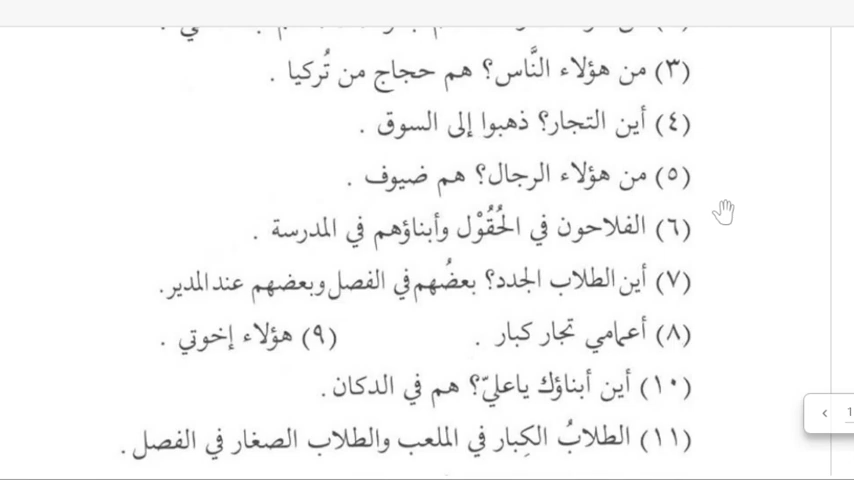 (٣) من هؤلاء النَّاس؟ هم حجاج من تُركيا .
(٤) أين التجار؟ ذهبوا إلى السوق .
(٥) من هؤلاء الرجال؟ هم ضيوف .
(٦) الفلاحون في الحُقُوْل وأبناؤهم في المدرسة .
(٧) أين الطلاب الجدد؟ بعضُهم في الفصل وبعضهم عند المدير.
(٨) أعمامي تجار كبار . (٩) هؤلاء إخوتي .
(١٠) أين أبناؤك ياعليّ؟ هم في الدكان.
(١١) الطلابُ الكِبار في الملعب والطلاب الصغار في الفصل.